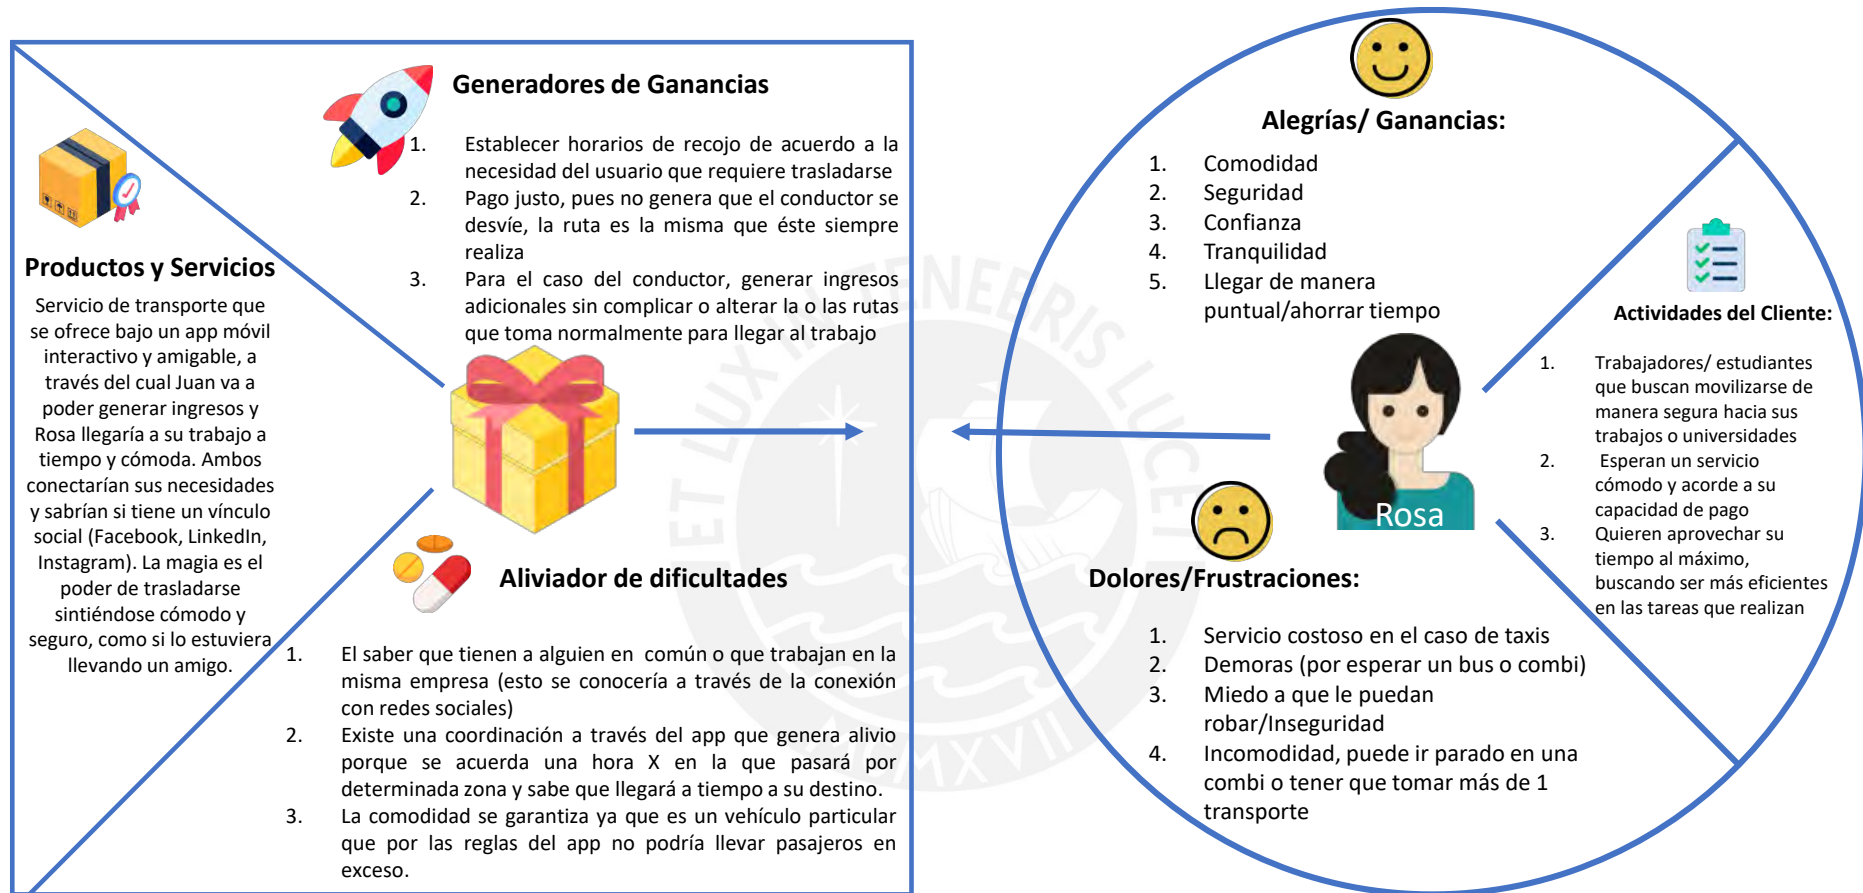 Generadores de Ganancias
1. Establecer horarios de recojo de acuerdo a la
necesidad del usuario que requiere trasladarse
2. Pago justo, pues no genera que el conductor se
desvíe, la ruta es la misma que éste siempre
realiza
3. Para el caso del conductor, generar ingresos
adicionales sin complicar o alterar la o las rutas
que toma normalmente para llegar al trabajo
Productos y Servicios
Servicio de transporte que
se ofrece bajo un app móvil
interactivo y amigable, a
través del cual Juan va a
poder generar ingresos y
Rosa llegaría a su trabajo a
tiempo y cómoda. Ambos
conectarían sus necesidades
y sabrían si tiene un vínculo
social (Facebook, LinkedIn,
Instagram). La magia es el
poder de trasladarse
sintiéndose cómodo y
seguro, como si lo estuviera
llevando un amigo.
Aliviador de dificultades
1. El saber que tienen a alguien en común o que trabajan en la
misma empresa (esto se conocería a través de la conexión
con redes sociales)
2. Existe una coordinación a través del app que genera alivio
porque se acuerda una hora X en la que pasará por
determinada zona y sabe que llegará a tiempo a su destino.
3. La comodidad se garantiza ya que es un vehículo particular
que por las reglas del app no podría llevar pasajeros en
exceso.
Alegrías/ Ganancias:
1. Comodidad
2. Seguridad
3. Confianza
4. Tranquilidad
5. Llegar de manera
puntual/ahorrar tiempo
Rosa
Actividades del Cliente:
1. Trabajadores/ estudiantes
que buscan movilizarse de
manera segura hacia sus
trabajos o universidades
2. Esperan un servicio
cómodo y acorde a su
capacidad de pago
3. Quieren aprovechar su
tiempo al máximo,
buscando ser más eficientes
en las tareas que realizan
Dolores/Frustraciones:
1. Servicio costoso en el caso de taxis
2. Demoras (por esperar un bus o combi)
3. Miedo a que le puedan
robar/Inseguridad
4. Incomodidad, puede ir parado en una
combi o tener que tomar más de 1
transporte
ET LUX IN TENEBRIS LUCET
MCMXVII